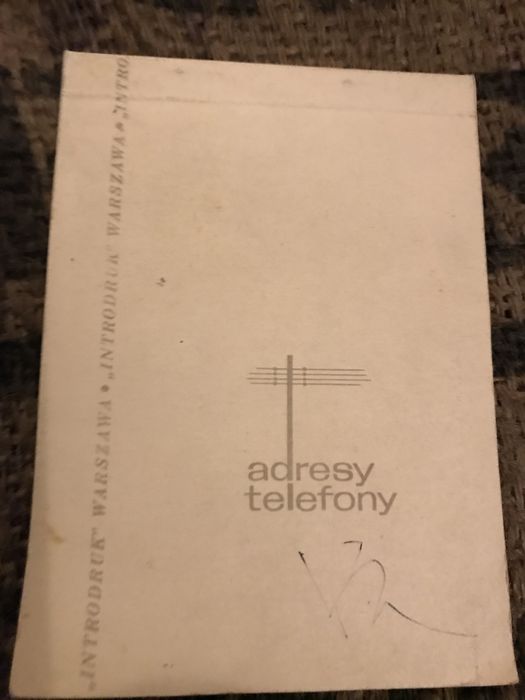 „INTRODRUK” WARSZAWA • „INTRODRUK” WARSZAWA • „INTRO
adresy
telefony